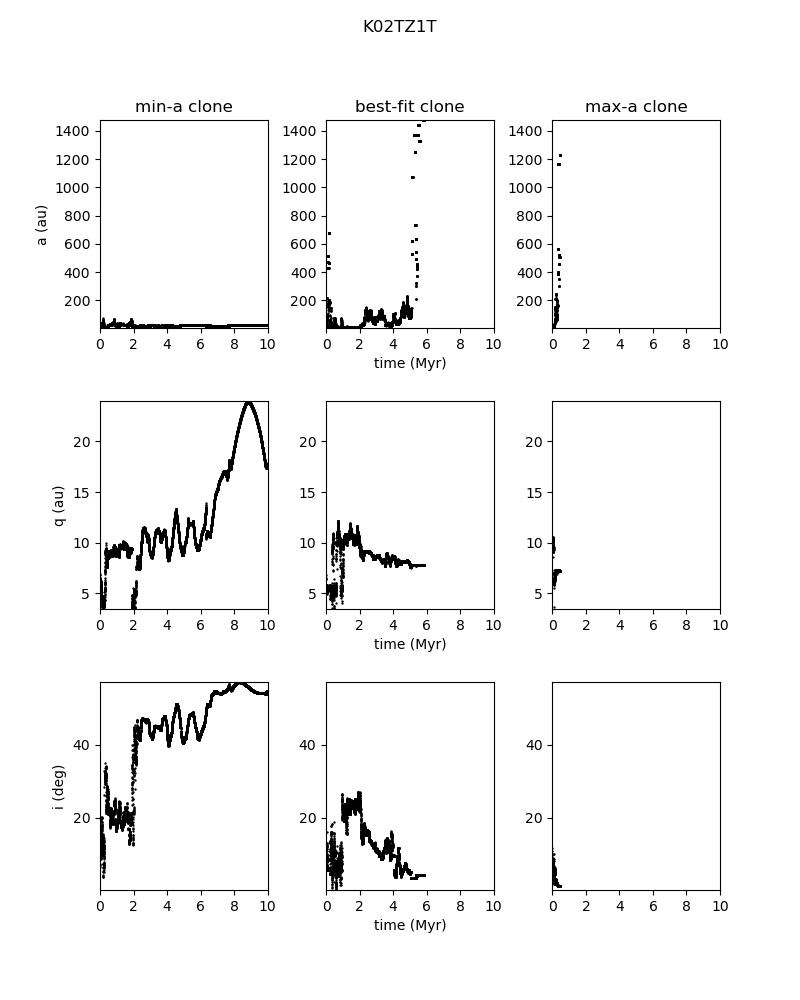 K02TZ1T
min-a clone best-fit clone max-a clone
1400 1400 1400
1200 1200 1200
1000 1000 1000
800 800 800
600 600 600
400 400 400
200 200 200
a (au)
0 2 4 6 8 10 0 2 4 6 8 10 0 2 4 6 8 10
time (Myr)
20 20 20
15 15 15
10 10 10
5 5 5
q (au)
0 2 4 6 8 10 0 2 4 6 8 10 0 2 4 6 8 10
time (Myr)
40 40 40
20 20 20
i (deg)
0 2 4 6 8 10 0 2 4 6 8 10 0 2 4 6 8 10
time (Myr)